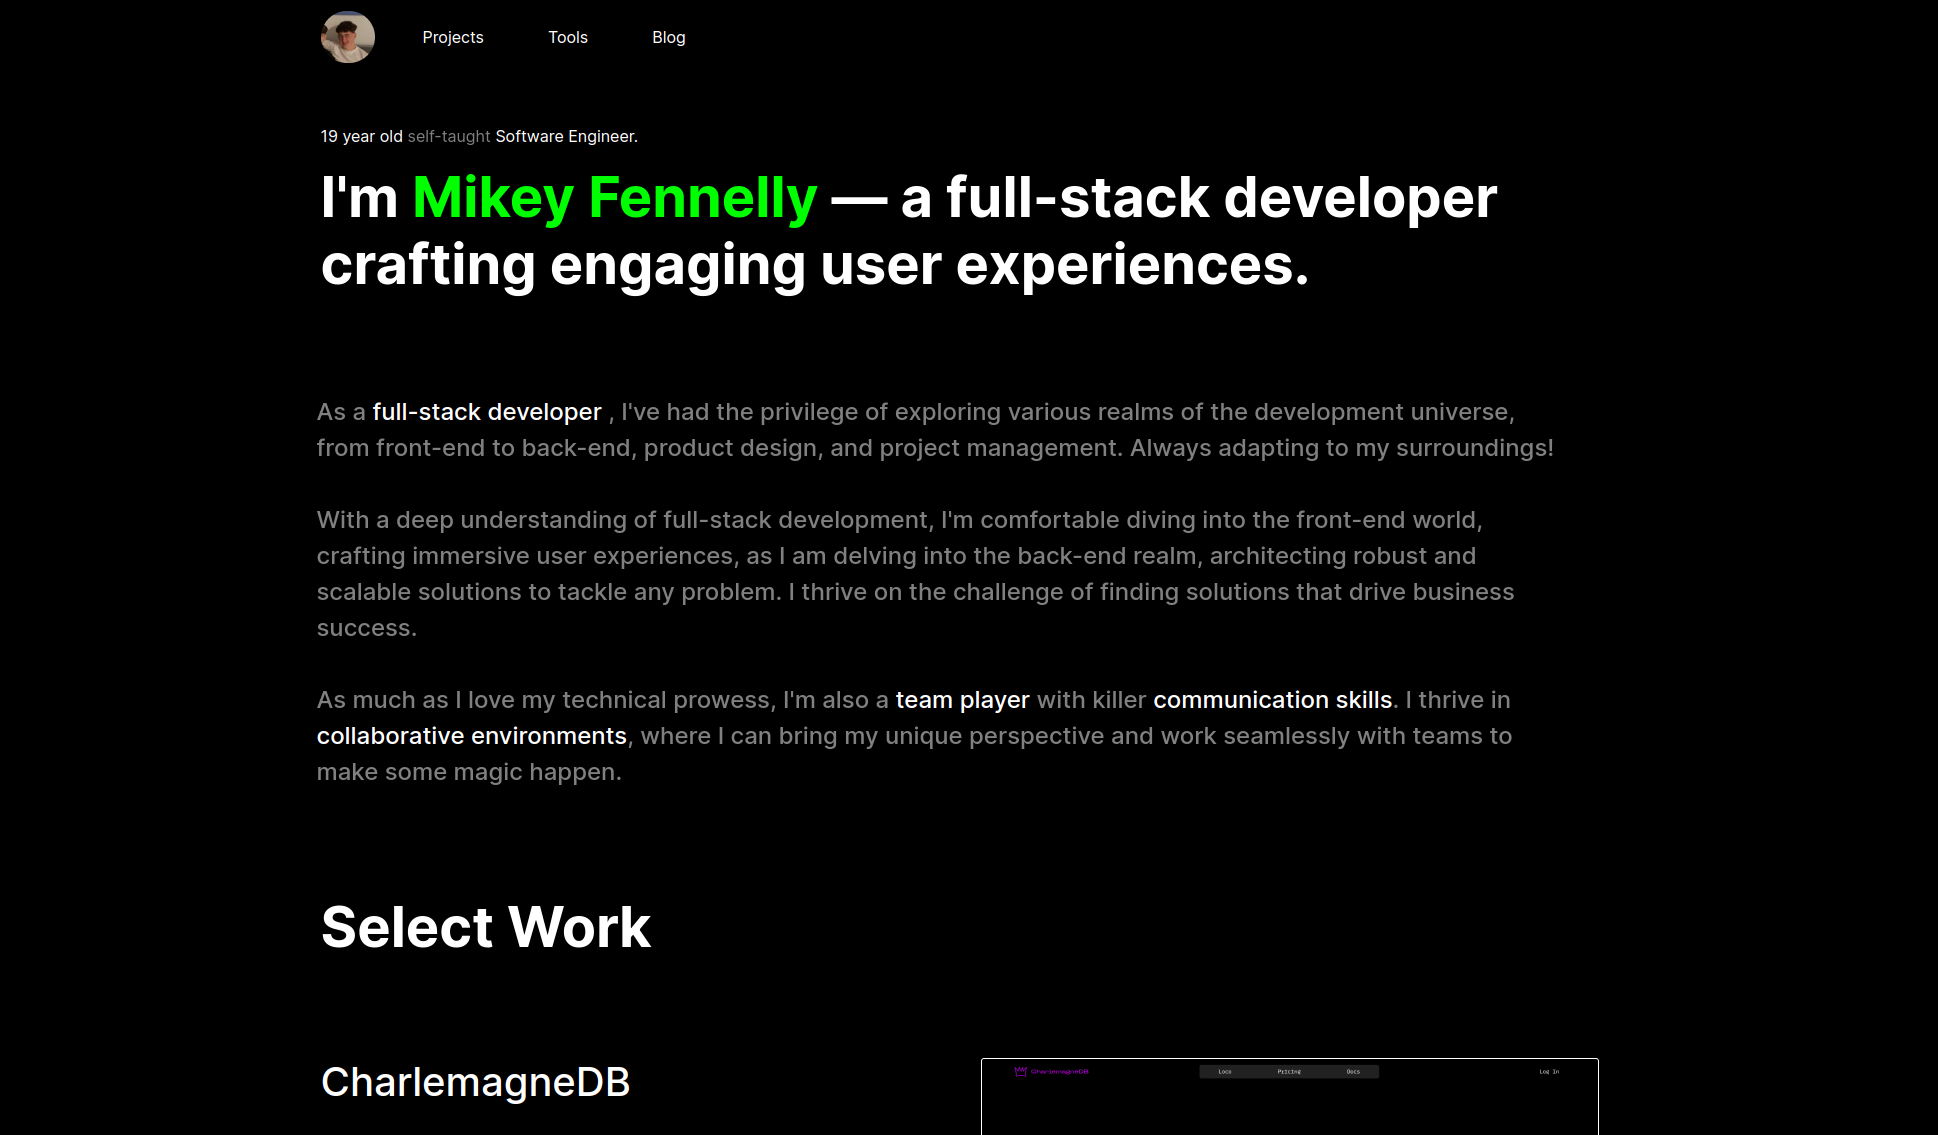 Projects Tools Blog
19 year old self-taught Software Engineer.
I'm Mikey Fennelly — a full-stack developer
crafting engaging user experiences.
As a full-stack developer , I've had the privilege of exploring various realms of the development universe,
from front-end to back-end, product design, and project management. Always adapting to my surroundings!
With a deep understanding of full-stack development, I'm comfortable diving into the front-end world,
crafting immersive user experiences, as I am delving into the back-end realm, architecting robust and
scalable solutions to tackle any problem. I thrive on the challenge of finding solutions that drive business
success.
As much as I love my technical prowess, I'm also a team player with killer communication skills. I thrive in
collaborative environments, where I can bring my unique perspective and work seamlessly with teams to
make some magic happen.
Select Work
CharlemagneDB
CharlemagneDB Loco Pricing Docs Log In